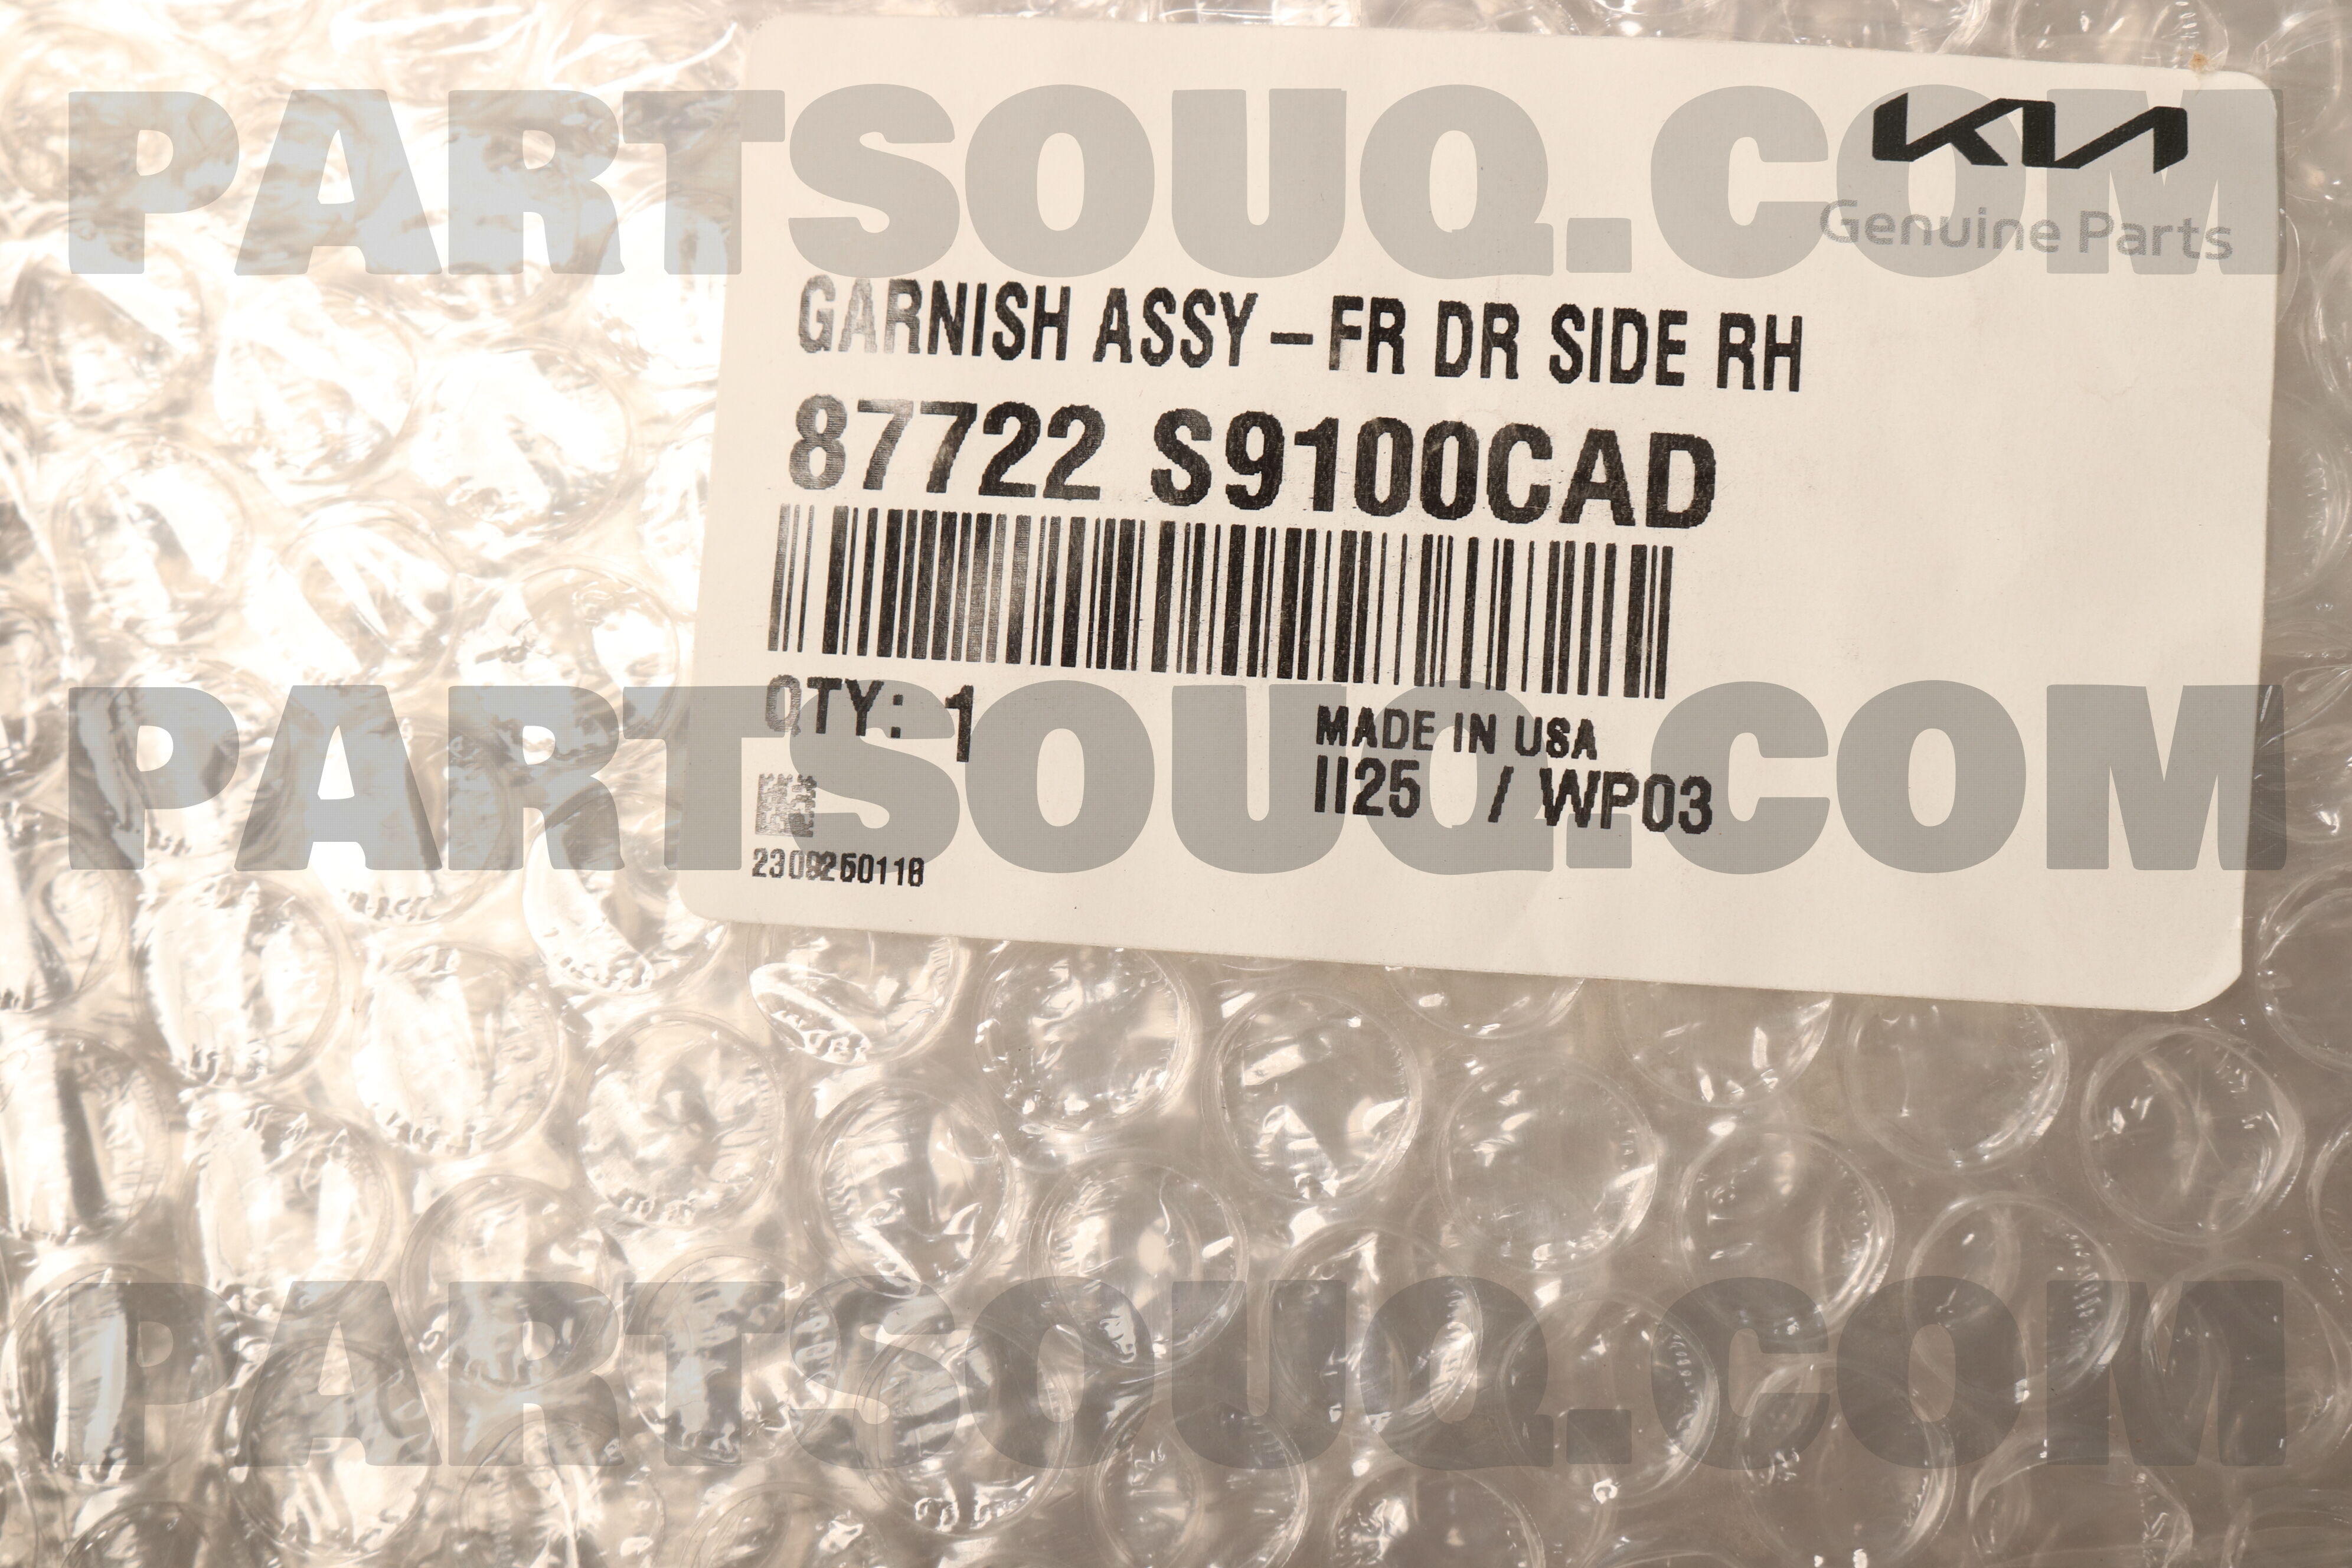 PARTSOUQ.COM
KIA
Genuine Parts
GARNISH ASSY-FR DR SIDE RH
87722 S9100CAD
QTY: 1
MADE IN USA
II25 / WP03
PARTSOUQ.COM
PARTSOUQ.COM